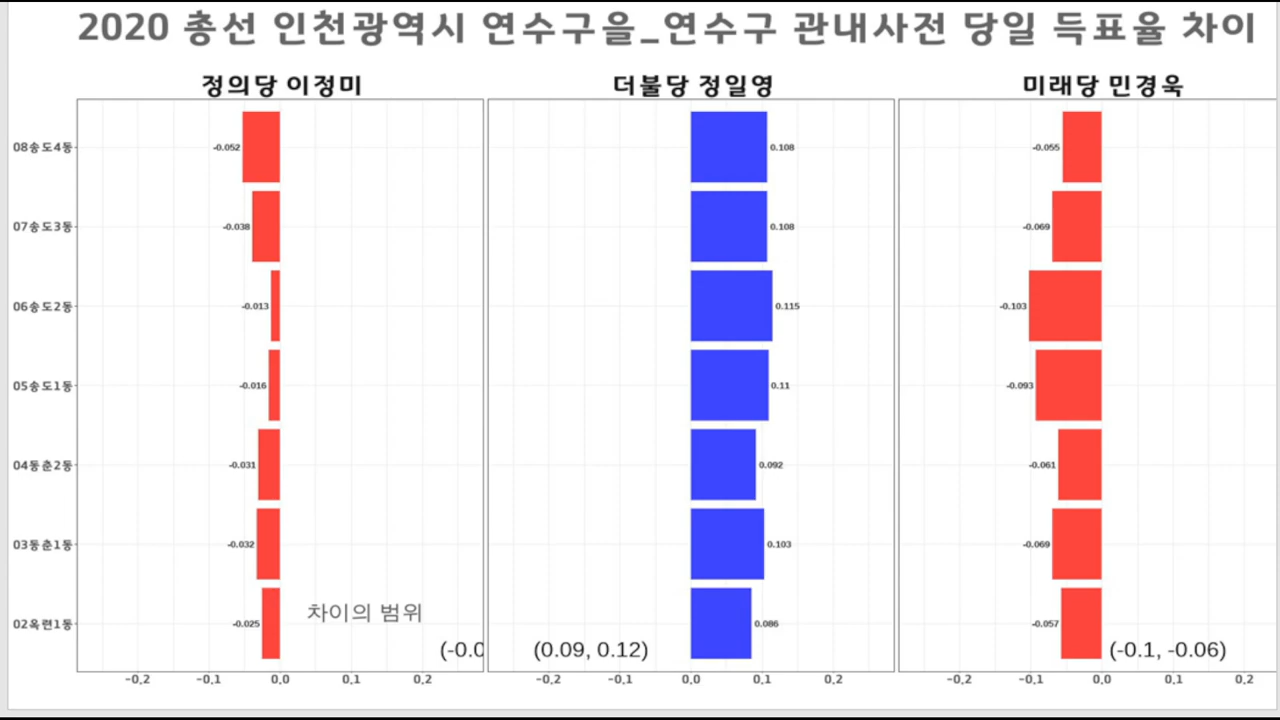 2020 총선 인천광역시 연수구을_연수구 관내사전 당일 득표율 차이
정의당 이정미
더불당 정일영
미래당 민경욱
08송도4동 -0.052 0.108 -0.055
07송도3동 -0.038 0.108 -0.069
06송도2동 -0.013 0.115 -0.103
05송도1동 -0.016 0.11 -0.093
04동춘2동 -0.031 0.092 -0.061
03동춘1동 -0.032 0.103 -0.069
02옥련1동 -0.025 0.086 -0.057
차이의 범위
(-0.0 (0.09, 0.12) (-0.1, -0.06)
-0.2 -0.1 0.0 0.1 0.2 -0.2 -0.1 0.0 0.1 0.2 -0.2 -0.1 0.0 0.1 0.2